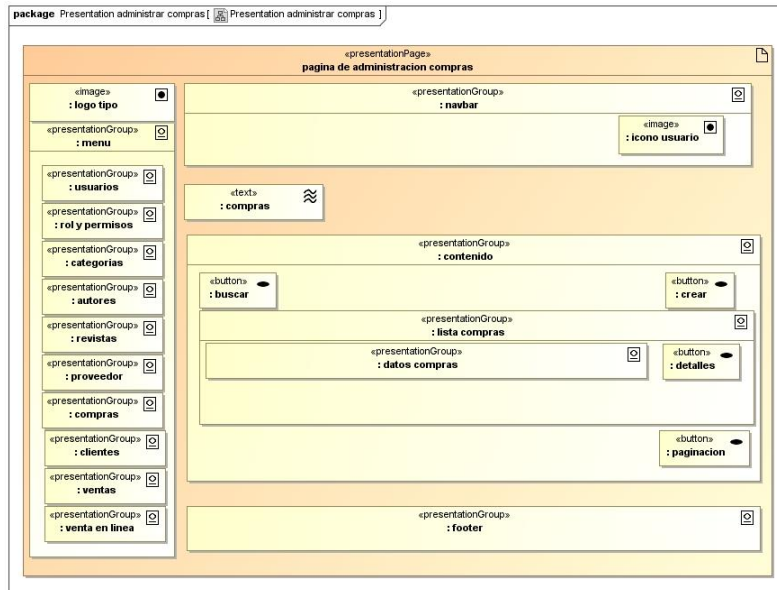 package Presentation administrar compras [ Presentation administrar compras ]
«presentationPage»
pagina de administracion compras
«image»
: logo tipo
«presentationGroup»
: menu
«presentationGroup»
: usuarios
«presentationGroup»
: rol y permisos
«presentationGroup»
: categorias
«presentationGroup»
: autores
«presentationGroup»
: revistas
«presentationGroup»
: proveedor
«presentationGroup»
: compras
«presentationGroup»
: clientes
«presentationGroup»
: ventas
«presentationGroup»
: venta en linea
«presentationGroup»
: navbar
«image»
: icono usuario
«text»
: compras
«presentationGroup»
: contenido
«button»
: buscar
«button»
: crear
«presentationGroup»
: lista compras
«presentationGroup»
: datos compras
«button»
: detalles
«button»
: paginacion
«presentationGroup»
: footer